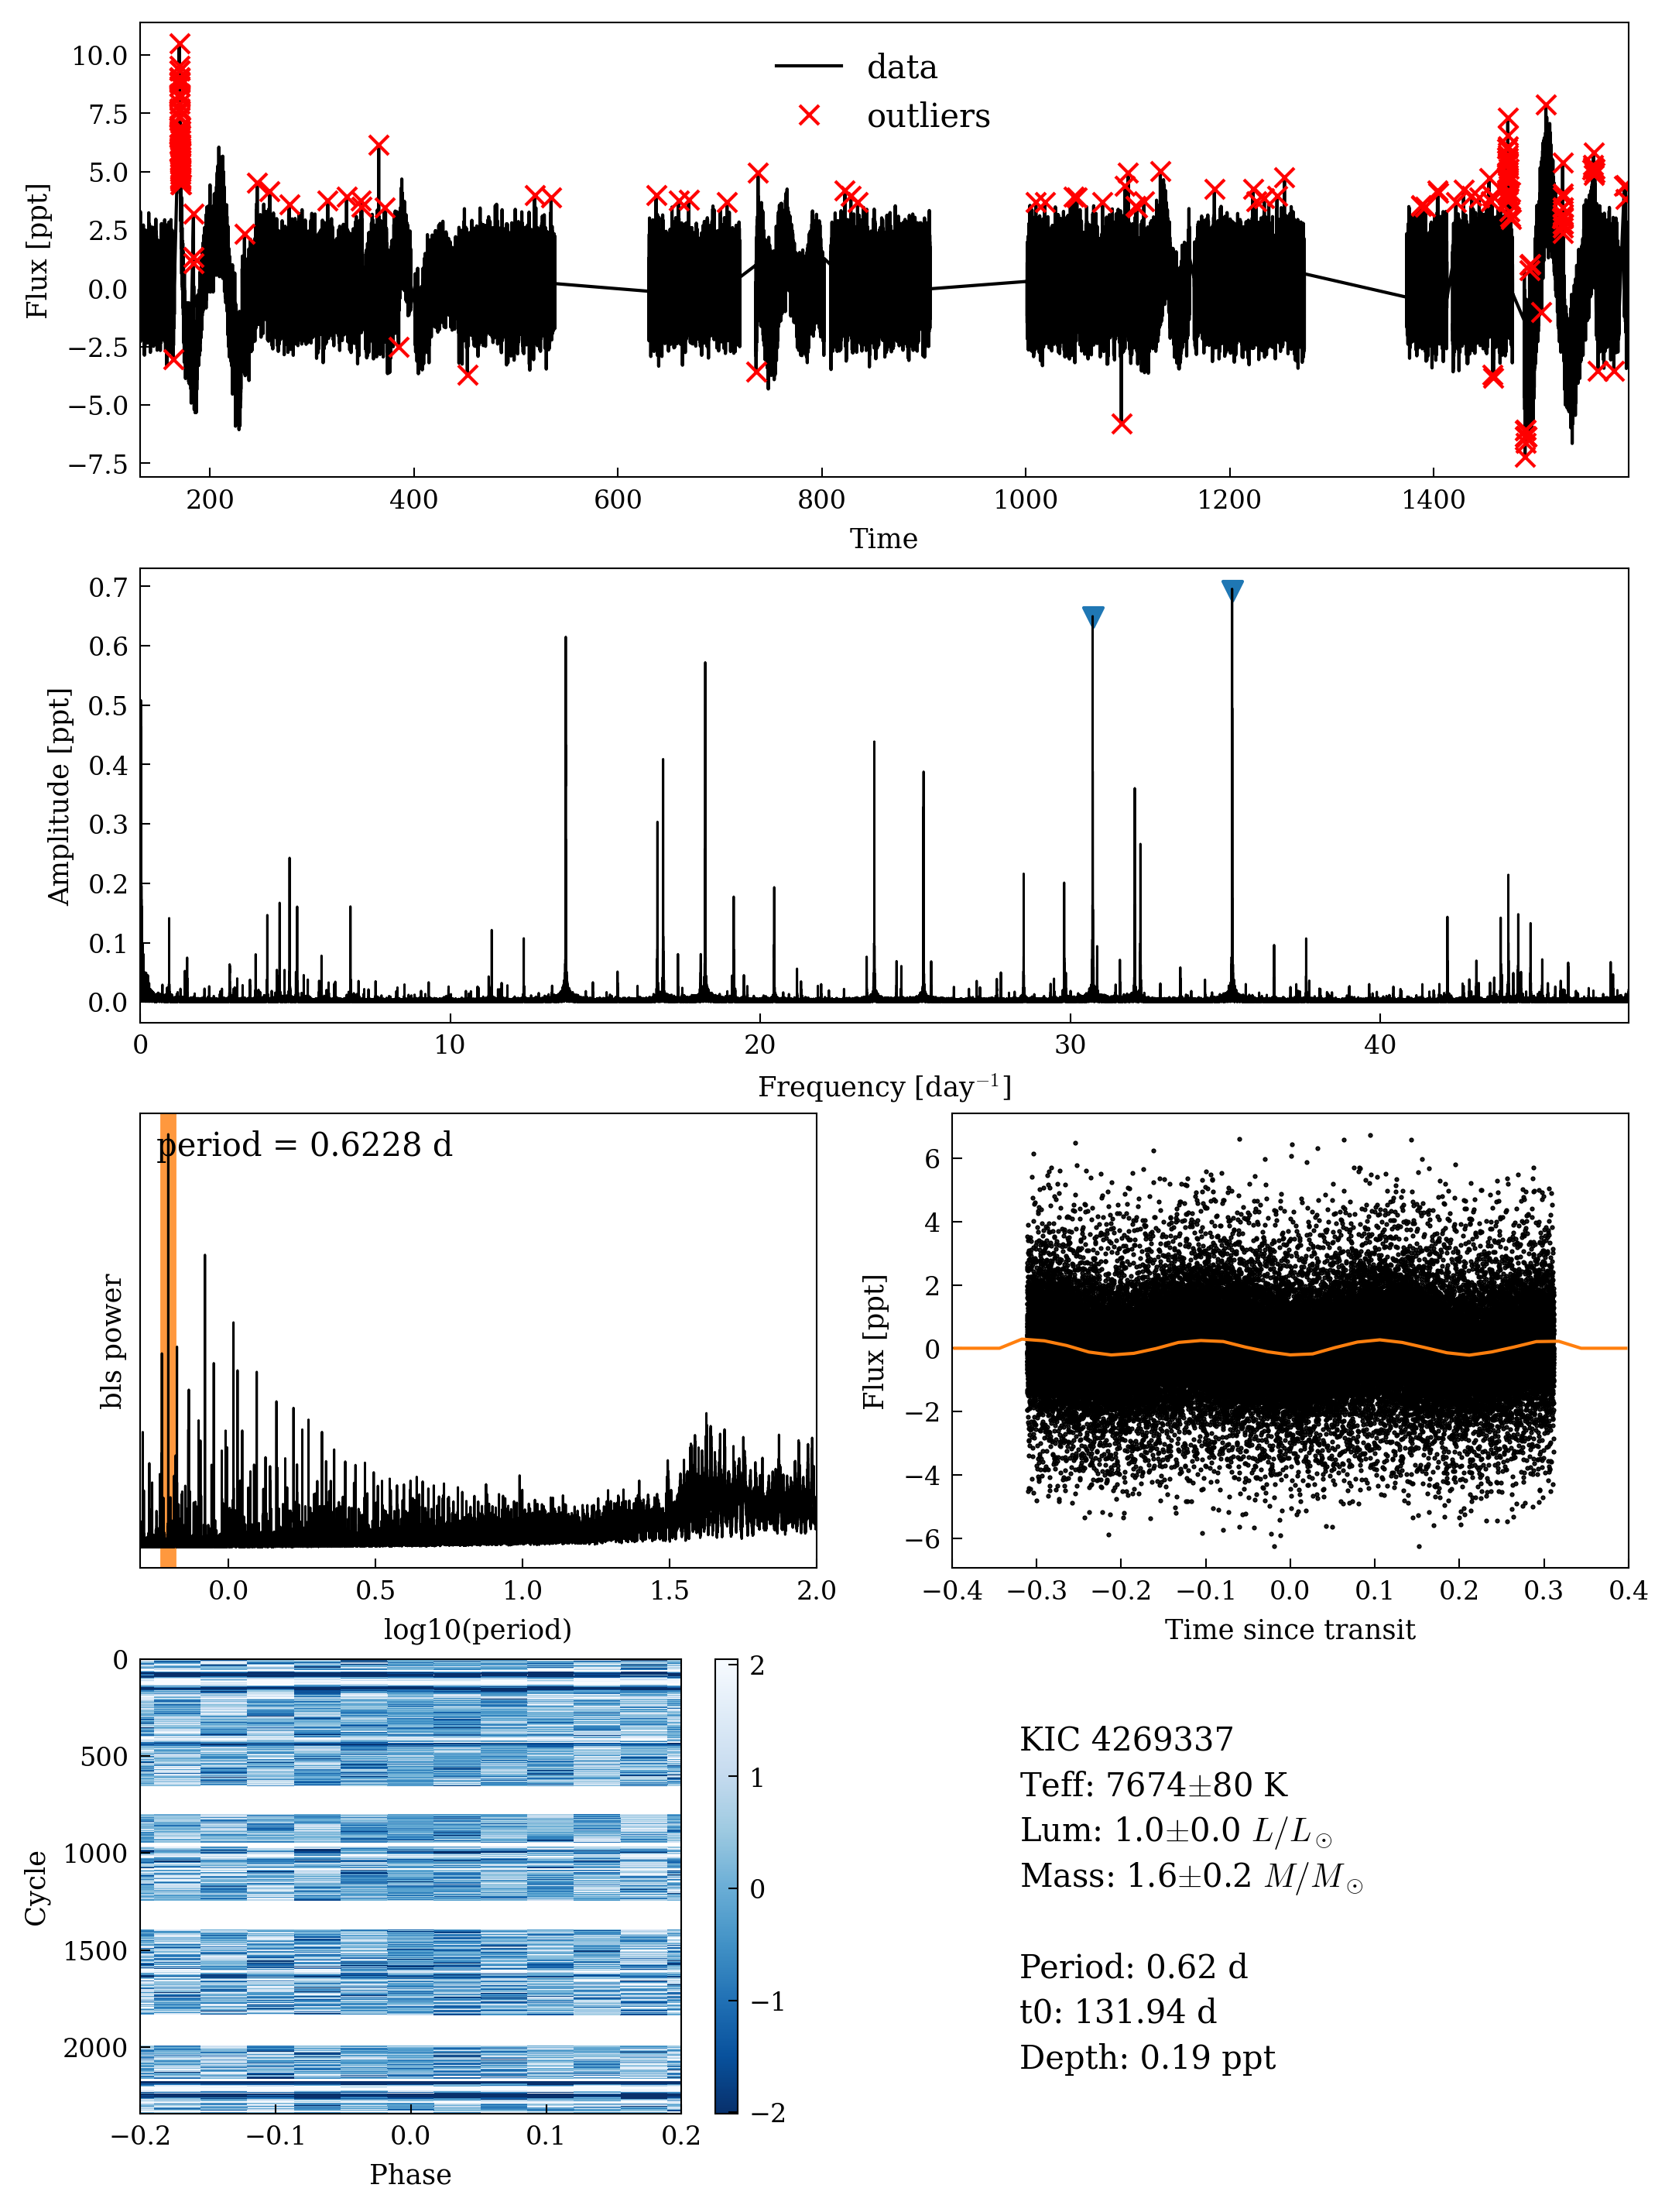 10.0
7.5
5.0
2.5
0.0
−2.5
−5.0
−7.5
Flux [ppt]
data
outliers
200 400 600 800 1000 1200 1400
Time
0.7
0.6
0.5
0.4
0.3
0.2
0.1
0.0
Amplitude [ppt]
0 10 20 30 40
Frequency [day⁻¹]
period = 0.6228 d
bls power
0.0 0.5 1.0 1.5 2.0
log10(period)
6
4
2
0
−2
−4
−6
Flux [ppt]
−0.4 −0.3 −0.2 −0.1 0.0 0.1 0.2 0.3 0.4
Time since transit
0
500
1000
1500
2000
Cycle
−0.2 −0.1 0.0 0.1 0.2
Phase
2
1
0
−1
−2
KIC 4269337
Teff: 7674±80 K
Lum: 1.0±0.0 L/L☉
Mass: 1.6±0.2 M/M☉
Period: 0.62 d
t0: 131.94 d
Depth: 0.19 ppt